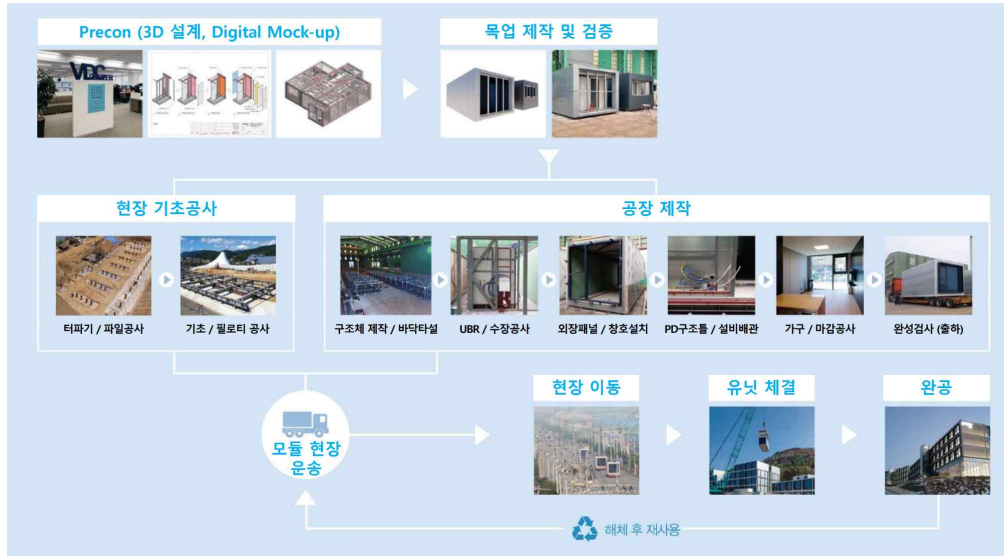 Precon (3D 설계, Digital Mock-up)
목업 제작 및 검증
VDC
현장 기초공사
공장 제작
터파기 / 파일공사
기초 / 필로티 공사
구조체 제작 / 바닥타설
UBR / 수장공사
외장패널 / 창호설치
PD구조틀 / 설비배관
가구 / 마감공사
완성검사 (출하)
모듈 현장
운송
현장 이동
유닛 체결
완공
해체 후 재사용